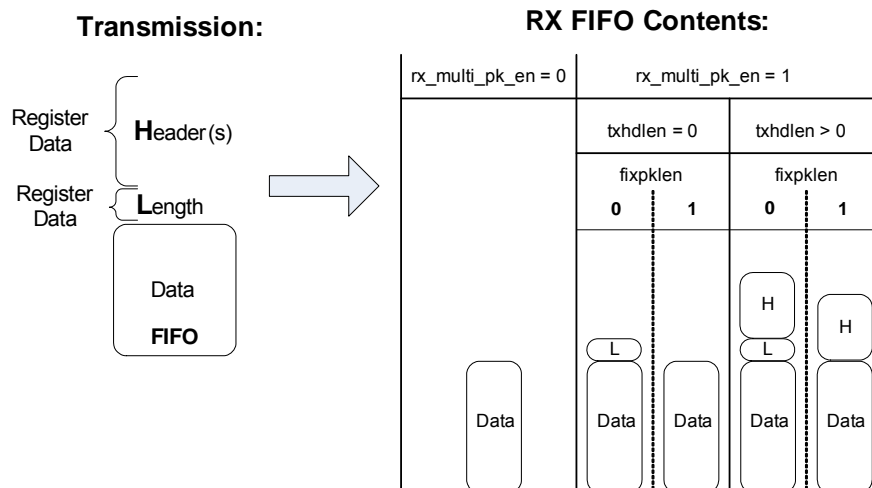 Transmission:
RX FIFO Contents:
rx_multi_pk_en = 0
rx_multi_pk_en = 1
txhdlen = 0
txhdlen > 0
fixpklen
fixpklen
0
1
0
1
Register
Data
Header(s)
Register
Data
Length
Data
FIFO
H
H
L
L
Data
Data
Data
Data
Data